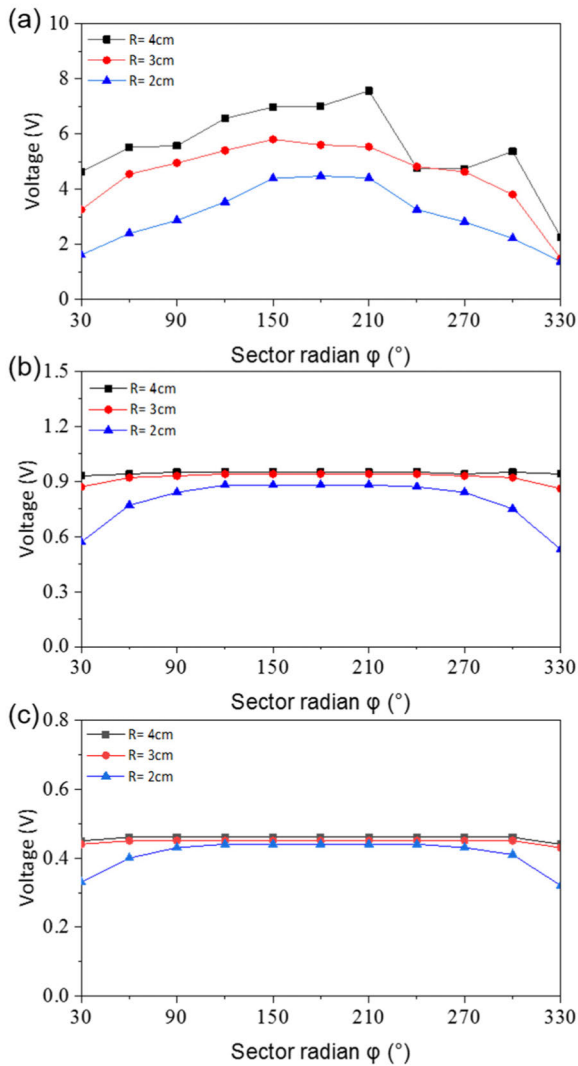 (a)
10
8
6
4
2
0
Voltage (V)
R= 4cm
R= 3cm
R= 2cm
30 90 150 210 270 330
Sector radian φ (°)
(b)
1.5
1.2
0.9
0.6
0.3
0.0
Voltage (V)
R= 4cm
R= 3cm
R= 2cm
30 90 150 210 270 330
Sector radian φ (°)
(c)
0.8
0.6
0.4
0.2
0.0
Voltage (V)
R= 4cm
R= 3cm
R= 2cm
30 90 150 210 270 330
Sector radian φ (°)